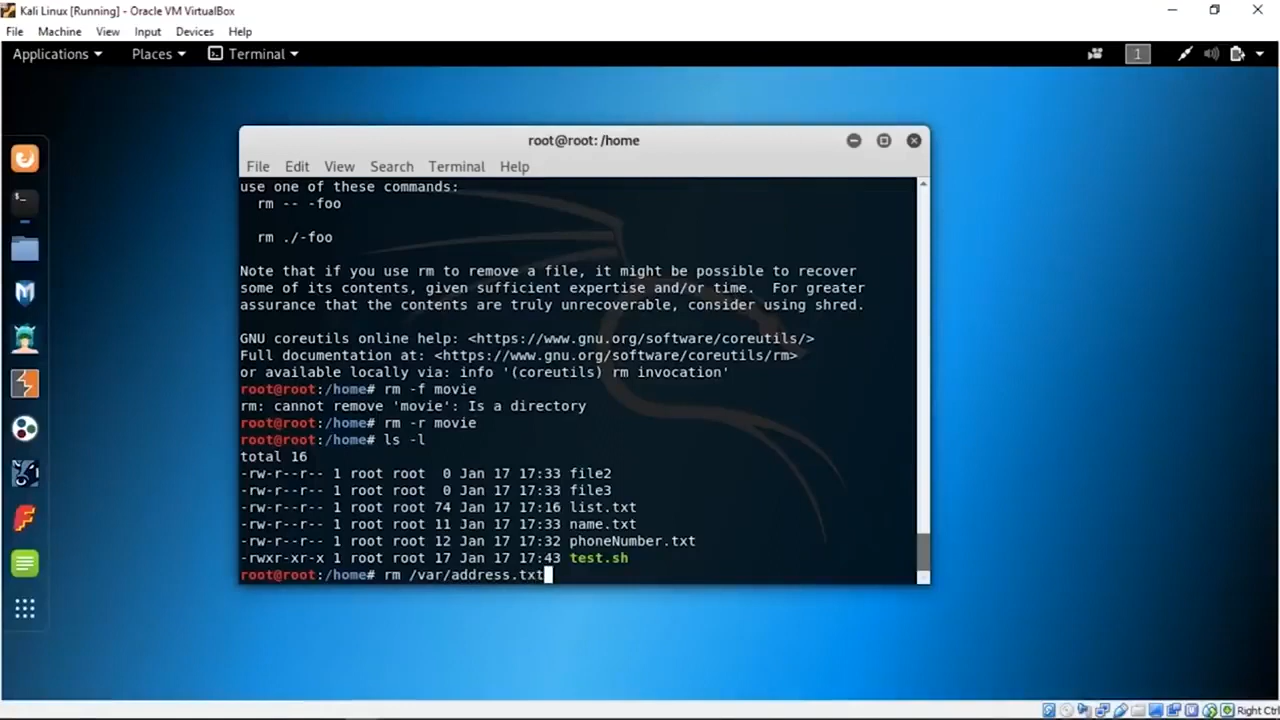 Kali Linux [Running] - Oracle VM VirtualBox
File Machine View Input Devices Help
Applications Places Terminal 1
root@root: /home
File Edit View Search Terminal Help
use one of these commands:
rm -- -foo
rm ./-foo
Note that if you use rm to remove a file, it might be possible to recover
some of its contents, given sufficient expertise and/or time.  For greater
assurance that the contents are truly unrecoverable, consider using shred.
GNU coreutils online help: <https://www.gnu.org/software/coreutils/>
Full documentation at: <https://www.gnu.org/software/coreutils/rm>
or available locally via: info '(coreutils) rm invocation'
root@root:/home# rm -f movie
rm: cannot remove 'movie': Is a directory
root@root:/home# rm -r movie
root@root:/home# ls -l
total 16
-rw-r--r-- 1 root root  0 Jan 17 17:33 file2
-rw-r--r-- 1 root root  0 Jan 17 17:33 file3
-rw-r--r-- 1 root root 74 Jan 17 17:16 list.txt
-rw-r--r-- 1 root root 11 Jan 17 17:33 name.txt
-rw-r--r-- 1 root root 12 Jan 17 17:32 phoneNumber.txt
-rwxr-xr-x 1 root root 17 Jan 17 17:43 test.sh
root@root:/home# rm /var/address.txt
Right Ctrl